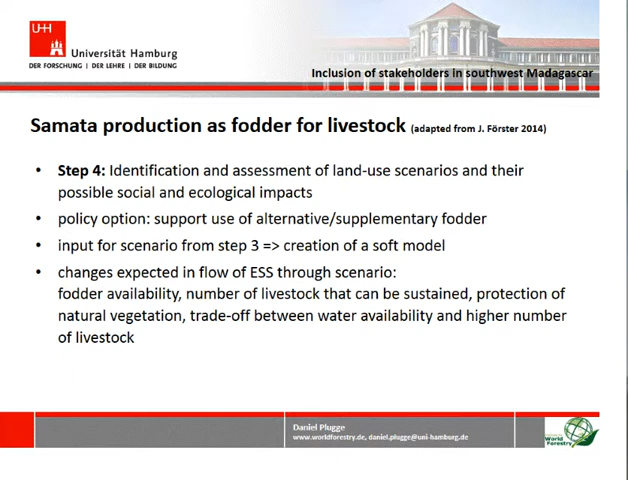 UH
Universität Hamburg
DER FORSCHUNG | DER LEHRE | DER BILDUNG
Inclusion of stakeholders in southwest Madagascar
Samata production as fodder for livestock (adapted from J. Förster 2014)
• Step 4: Identification and assessment of land-use scenarios and their
possible social and ecological impacts
• policy option: support use of alternative/supplementary fodder
• input for scenario from step 3 => creation of a soft model
• changes expected in flow of ESS through scenario:
fodder availability, number of livestock that can be sustained, protection of
natural vegetation, trade-off between water availability and higher number
of livestock
Daniel Plugge
www.worldforestry.de, daniel.plugge@uni-hamburg.de
World
Forestry